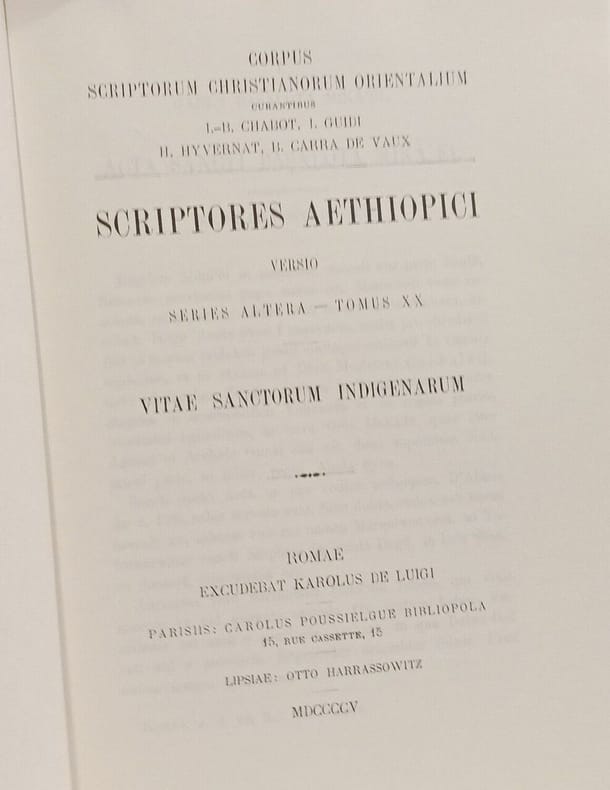 CORPUS
SCRIPTORUM CHRISTIANORUM ORIENTALIUM
CURANTIBUS
I.-B. CHABOT, I. GUIDI
H. HYVERNAT, B. CARRA DE VAUX
SCRIPTORES AETHIOPICI
VERSIO
SERIES ALTERA — TOMUS XX
VITAE SANCTORUM INDIGENARUM
ROMAE
EXCUDEBAT KAROLUS DE LUIGI
PARISIIS: CAROLUS POUSSIELGUE BIBLIOPOLA
15, RUE CASSETTE, 15
LIPSIAE: OTTO HARRASSOWITZ
MDCCCCV